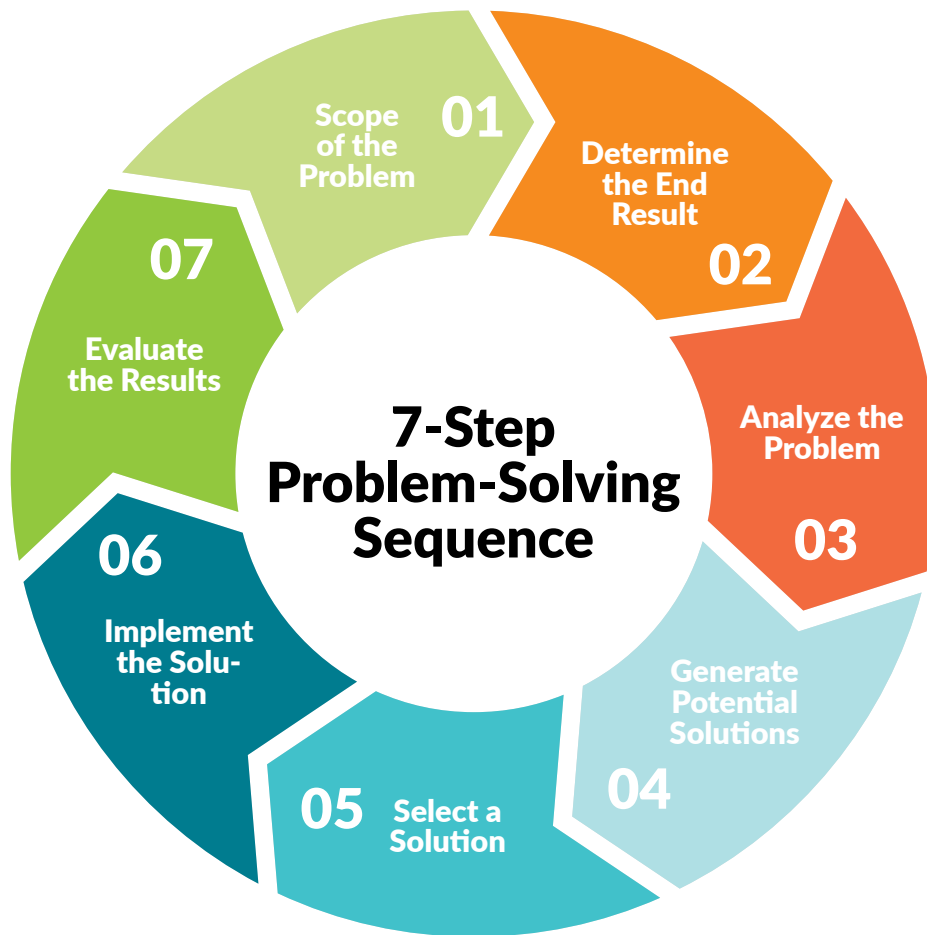 7-Step
Problem-Solving
Sequence
01
Scope
of the
Problem
02
Determine
the End
Result
03
Analyze the
Problem
04
Generate
Potential
Solutions
05
Select a
Solution
06
Implement
the Solu-
tion
07
Evaluate
the Results